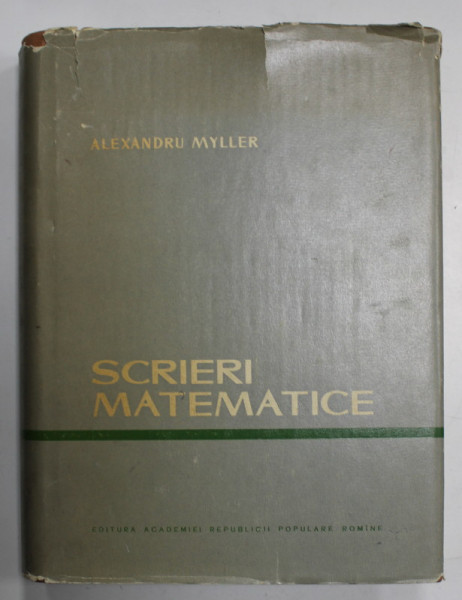 ALEXANDRU MYLLER
SCRIERI
MATEMATICE
EDITURA ACADEMIEI REPUBLICII POPULARE ROMÎNE